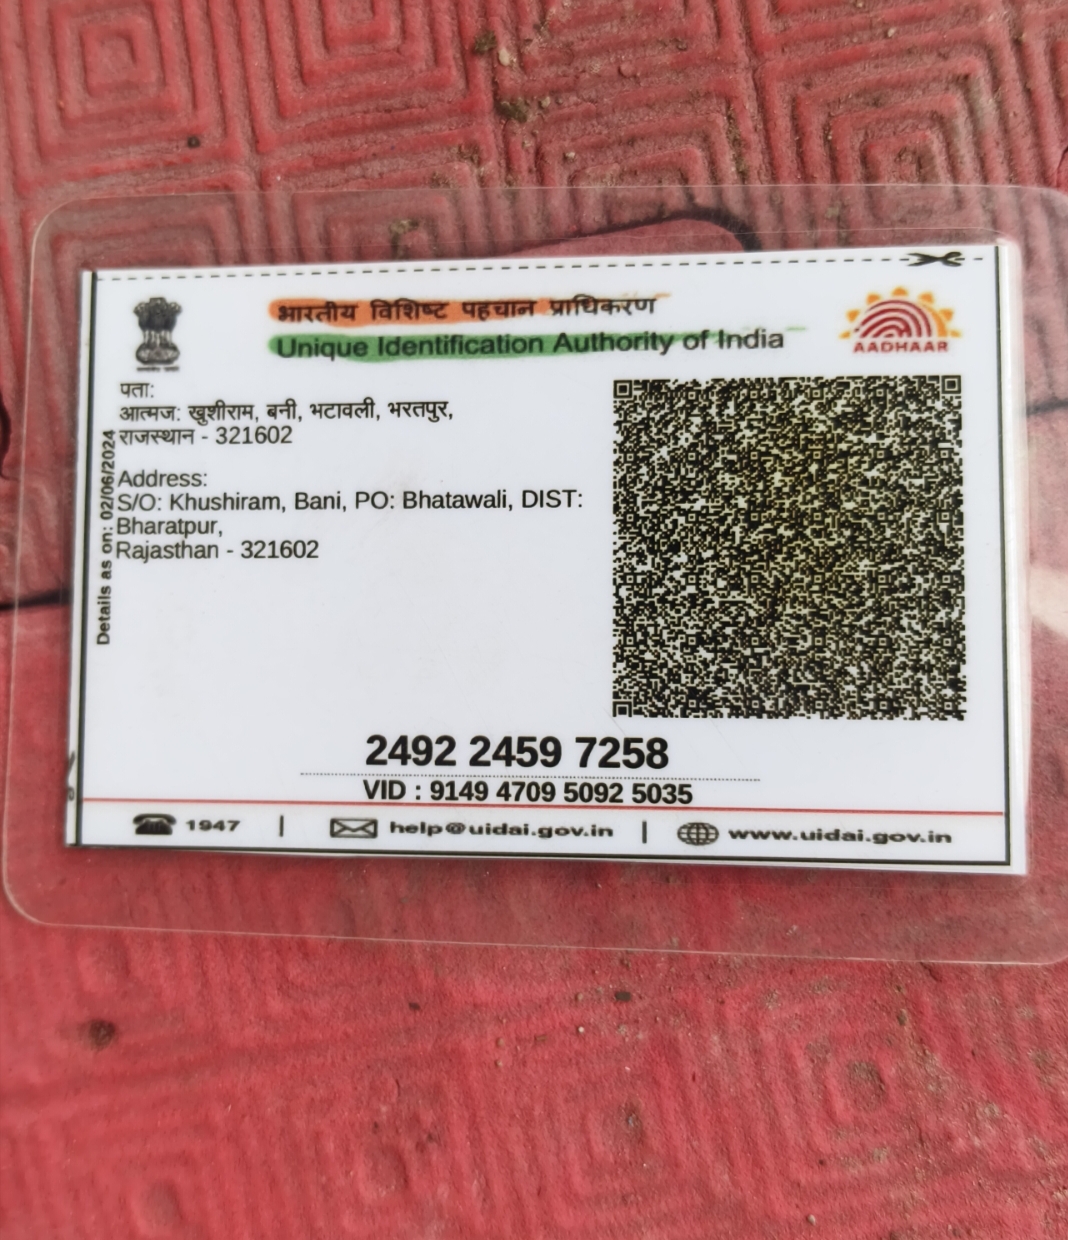 भारतीय विशिष्ट पहचान प्राधिकरण
Unique Identification Authority of India
AADHAAR
पता:
आत्मज: खुशीराम, बनी, भटावली, भरतपुर,
राजस्थान - 321602
Address:
S/O: Khushiram, Bani, PO: Bhatawali, DIST:
Bharatpur,
Rajasthan - 321602
Details as on: 02/06/2024
2492 2459 7258
VID : 9149 4709 5092 5035
1947 | help@uidai.gov.in | www.uidai.gov.in